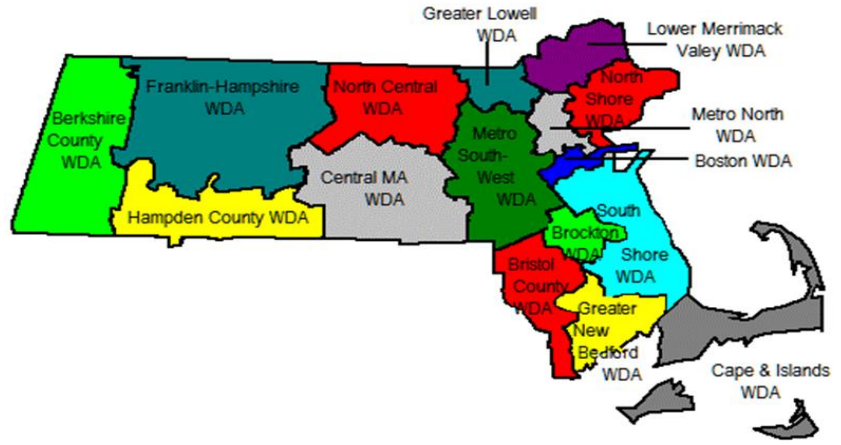 Greater Lowell
WDA
Lower Merrimack
Valey WDA
Franklin-Hampshire
WDA
North Central
WDA
North
Shore
WDA
Berkshire
County
WDA
Metro North
WDA
Metro
South-
West
WDA
Boston WDA
Central MA
WDA
Hampden County WDA
South
Shore
WDA
Brockton
WDA
Bristol
County
WDA
Greater
New
Bedford
WDA
Cape & Islands
WDA